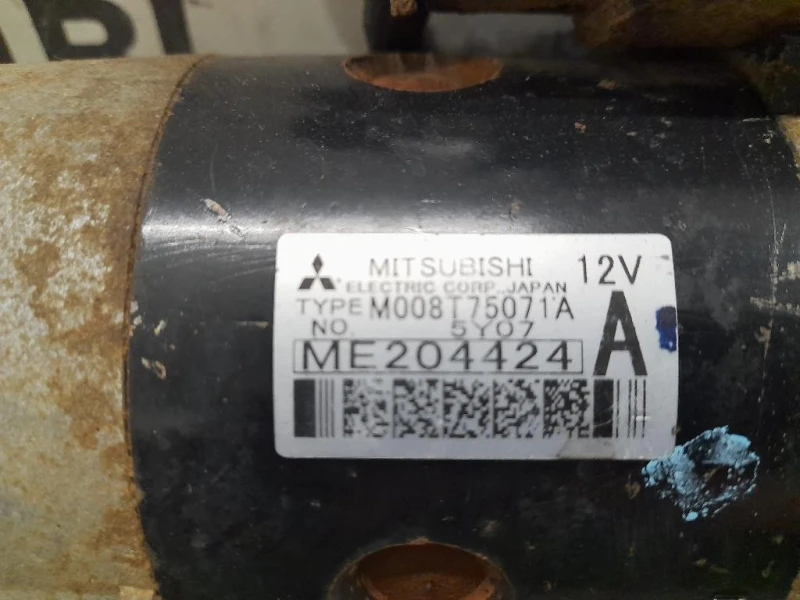 MITSUBISHI 12V
ELECTRIC CORP., JAPAN
TYPE M008T75071A A
NO. 5Y07
ME204424